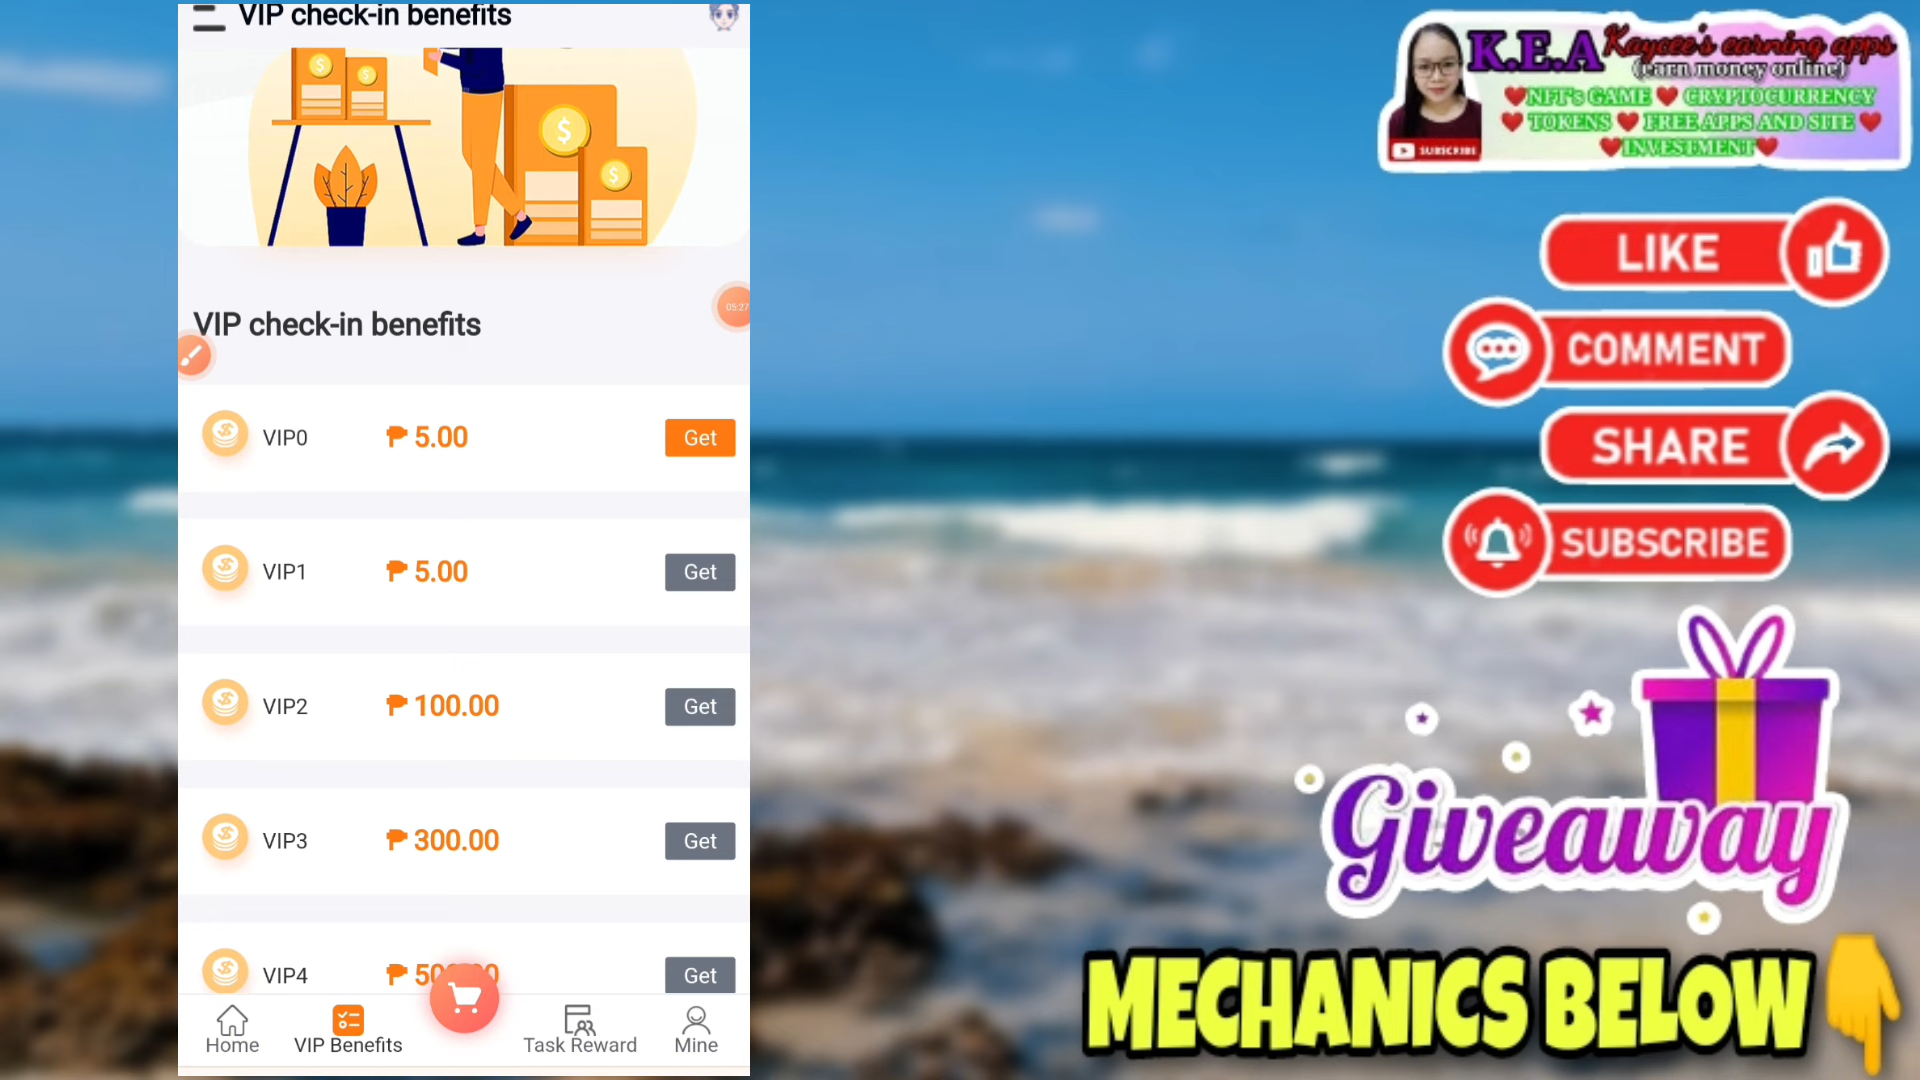 VIP check-in benefits
VIP check-in benefits
05:27
VIP0 ₱ 5.00 Get
VIP1 ₱ 5.00 Get
VIP2 ₱ 100.00 Get
VIP3 ₱ 300.00 Get
VIP4 ₱ Get
Home
VIP Benefits
Task Reward
Mine
K.E.A Kaycee's earning apps
(earn money online)
NFT's GAME CRYPTOCURRENCY
TOKENS FREE APPS AND SITE
INVESTMENT
SUBSCRIBE
LIKE
COMMENT
SHARE
SUBSCRIBE
Giveaway
MECHANICS BELOW